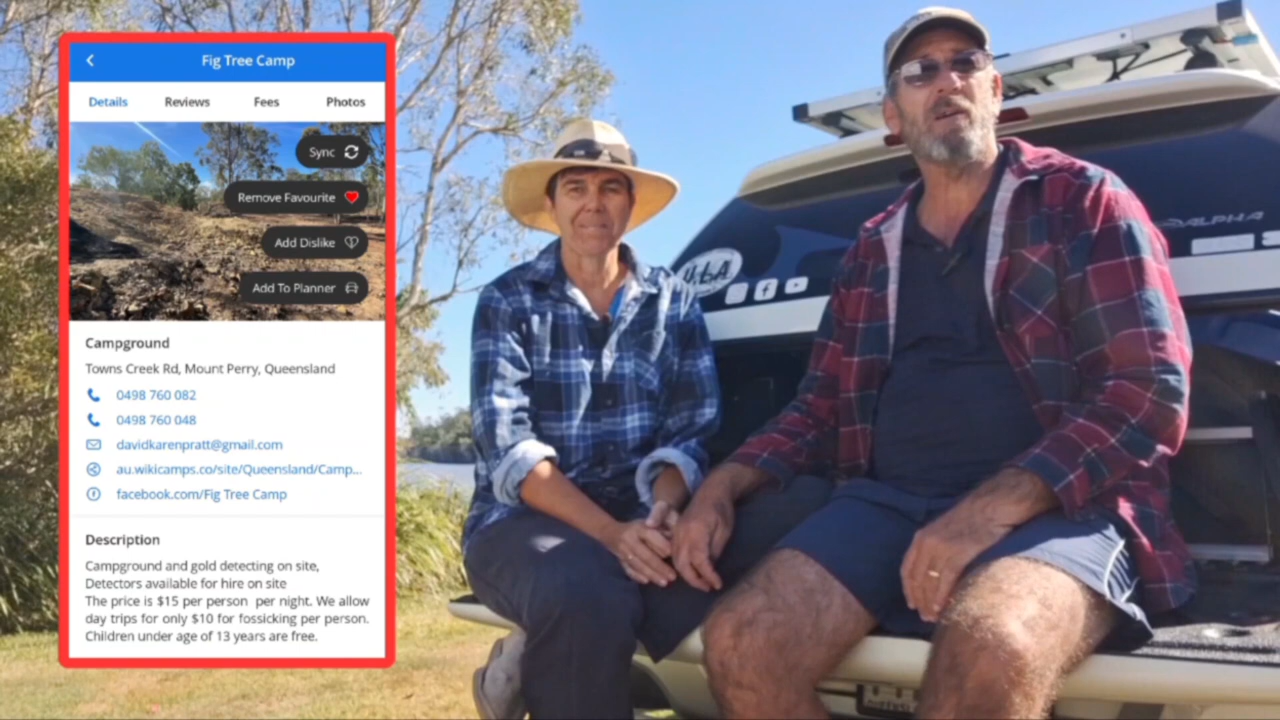 Fig Tree Camp
Details
Reviews
Fees
Photos
Sync
Remove Favourite
Add Dislike
Add To Planner
Campground
Towns Creek Rd, Mount Perry, Queensland
0498 760 082
0498 760 048
davidkarenpratt@gmail.com
au.wikicamps.co/site/Queensland/Camp...
facebook.com/Fig Tree Camp
Description
Campground and gold detecting on site,
Detectors available for hire on site
The price is $15 per person per night. We allow
day trips for only $10 for fossicking per person.
Children under age of 13 years are free.
ALPHA